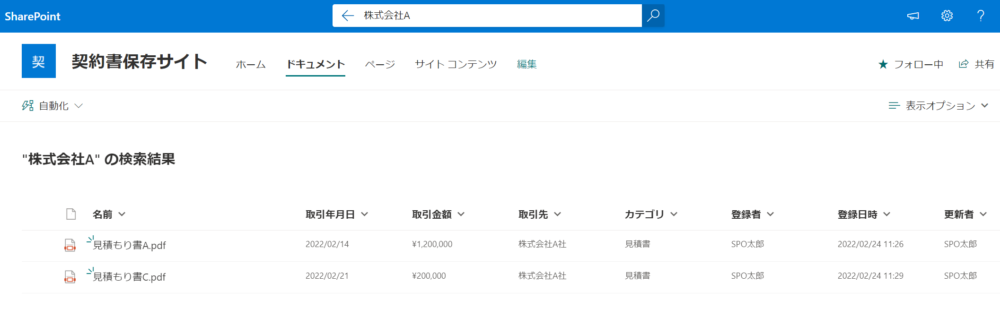 SharePoint 株式会社A ?
契 契約書保存サイト ホーム ドキュメント ページ サイト コンテンツ 編集 ★ フォロー中 共有
自動化 表示オプション
"株式会社A" の検索結果
名前 取引年月日 取引金額 取引先 カテゴリ 登録者 登録日時 更新者
見積もり書A.pdf 2022/02/14 ¥1,200,000 株式会社A社 見積書 SPO太郎 2022/02/24 11:26 SPO太郎
見積もり書C.pdf 2022/02/21 ¥200,000 株式会社A社 見積書 SPO太郎 2022/02/24 11:29 SPO太郎